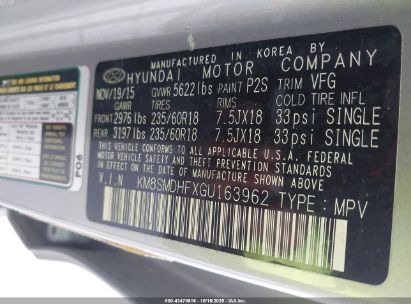 MANUFACTURED IN KOREA BY
HYUNDAI MOTOR COMPANY
NOV/19/15 GVWR 5622 lbs PAINT P2S TRIM VFG
GAWR TIRES RIMS COLD TIRE INFL
FRONT 2976 lbs 235/60R18 7.5JX18 33psi SINGLE
REAR 3197 lbs 235/60R18 7.5JX18 33psi SINGLE
THIS VEHICLE CONFORMS TO ALL APPLICABLE U.S.A. FEDERAL
MOTOR VEHICLE SAFETY, BUMPER, AND THEFT PREVENTION
STANDARDS IN EFFECT ON THE DATE OF MANUFACTURE SHOWN ABOVE.
V.I.N KM8SMDHFXGU163962 TYPE : MPV
P06